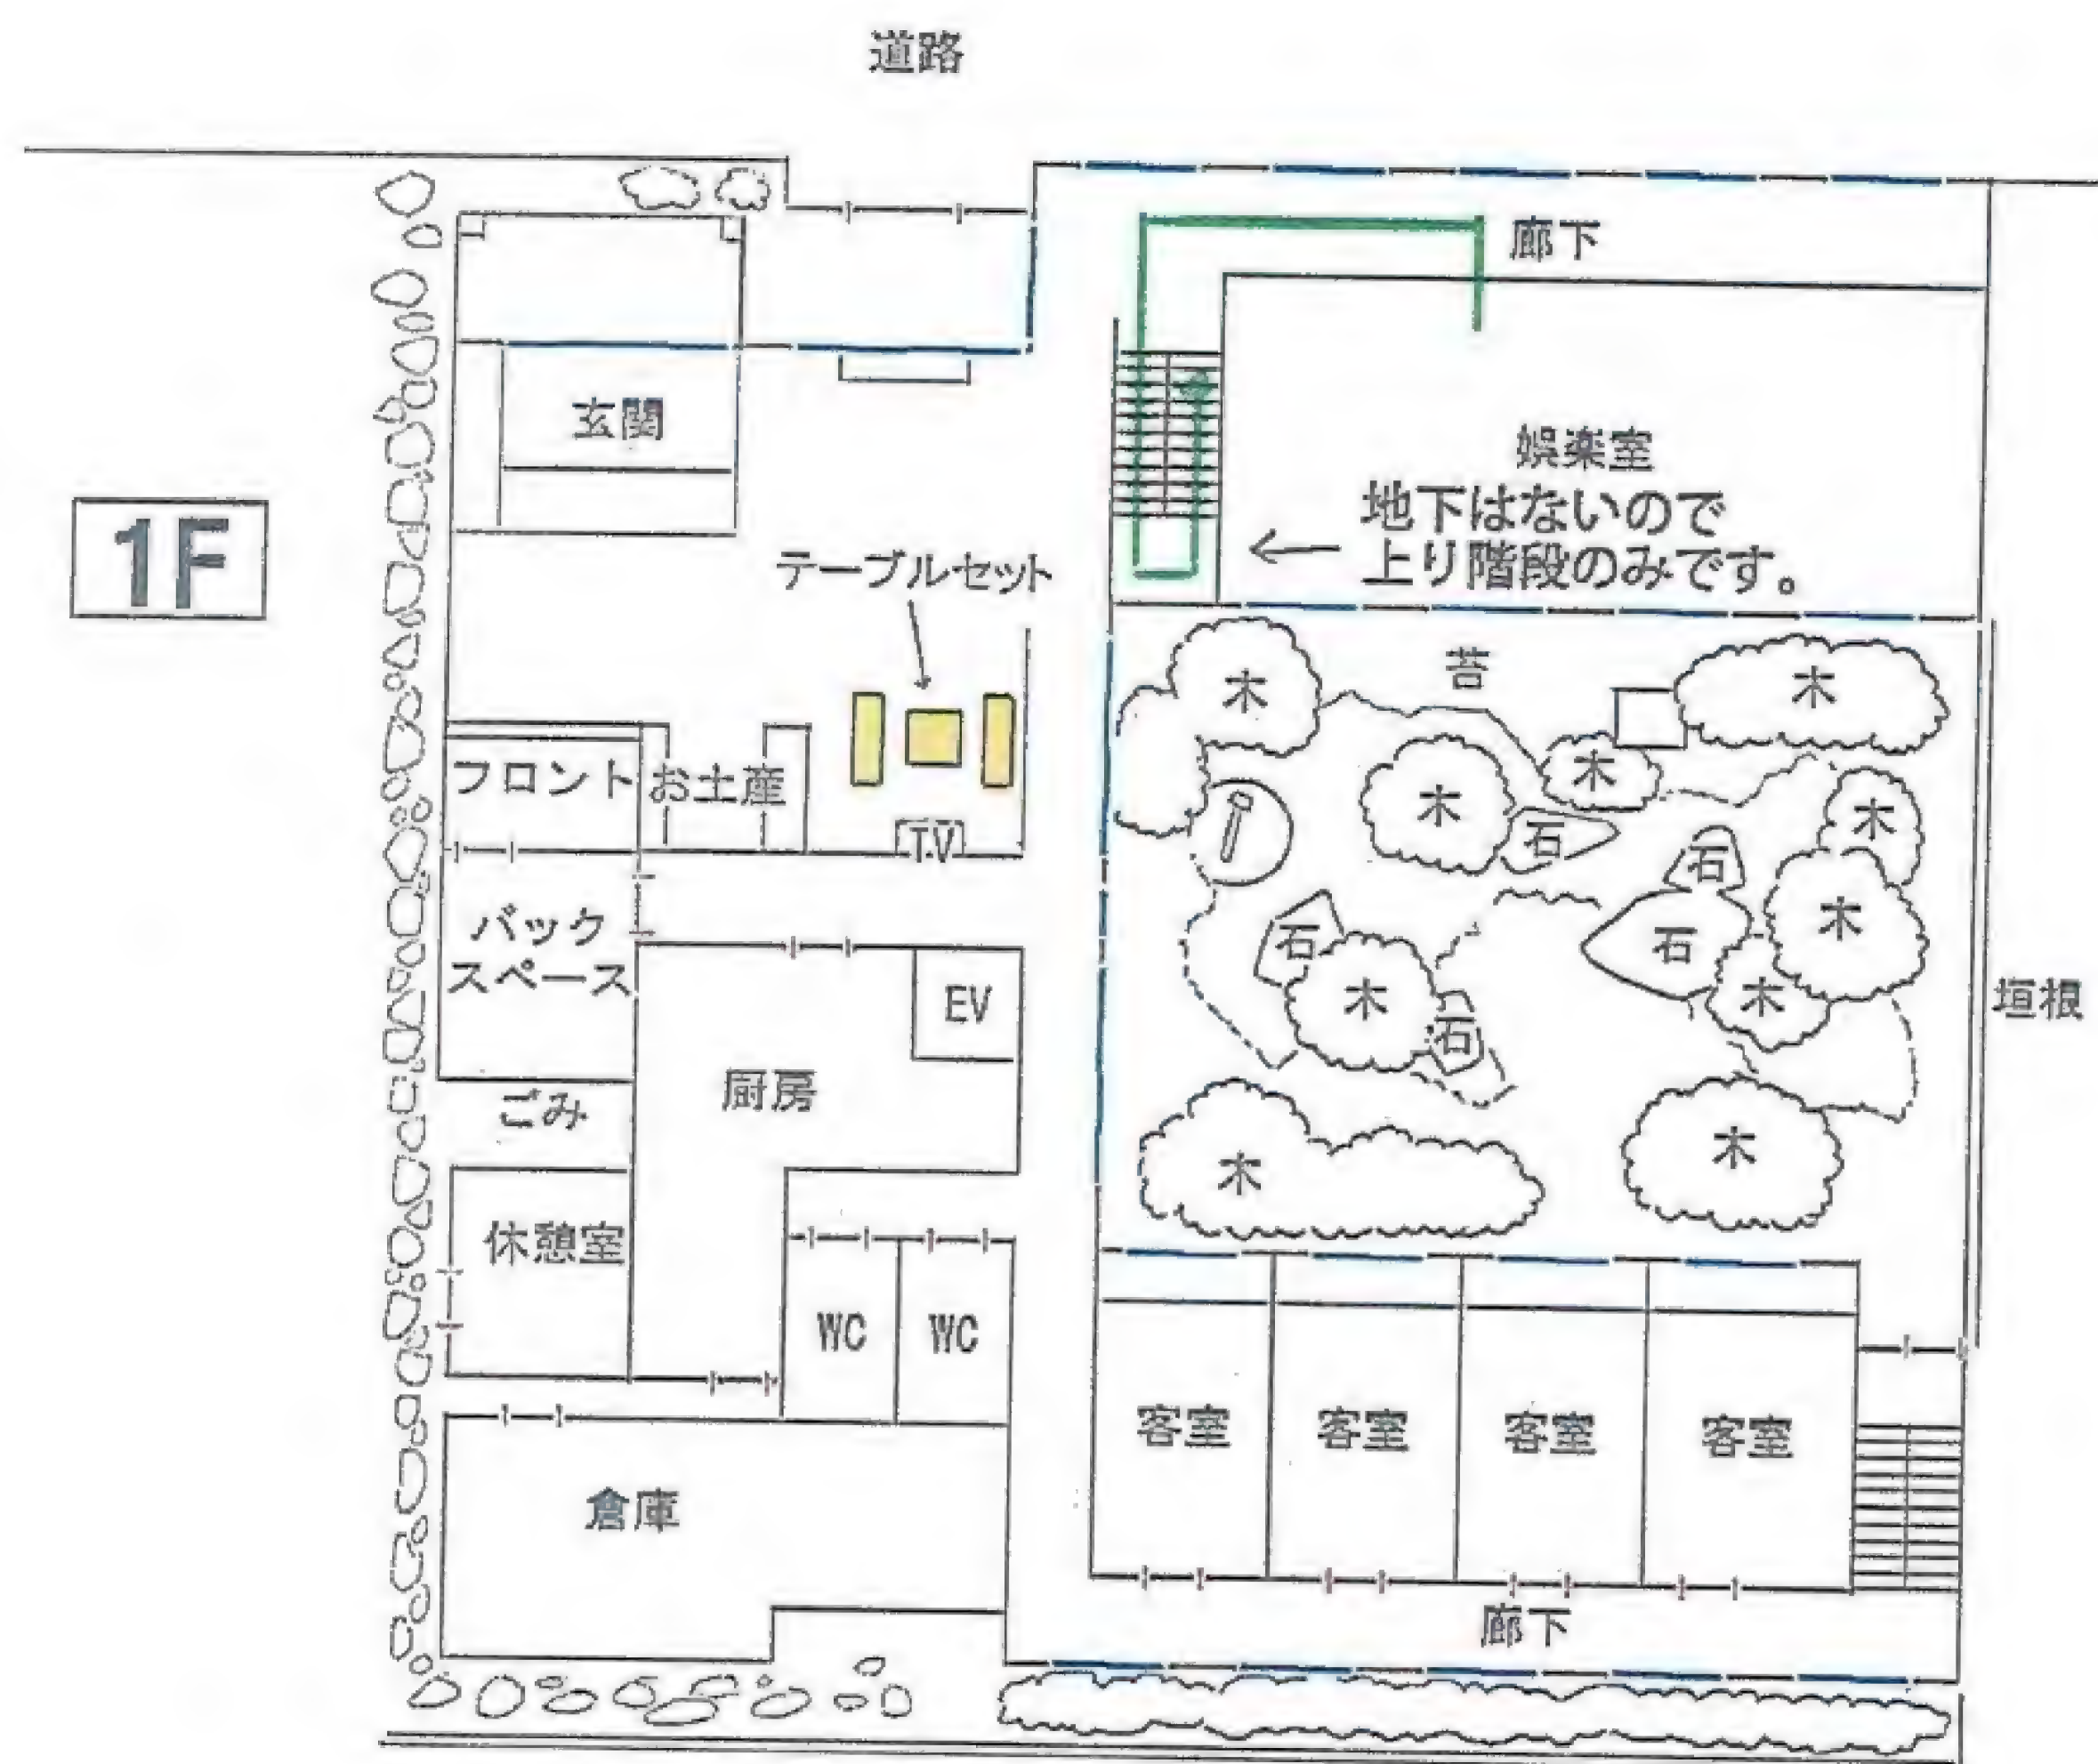 道路
廊下
1F
玄関
娯楽室
地下はないので
上り階段のみです。
テーブルセット
苔
木
木
フロント
お土産
TV
木
木
石
木
石
バック
スペース
石
木
石
木
EV
木
石
垣根
厨房
ごみ
木
木
休憩室
WC
WC
客室
客室
客室
客室
倉庫
廊下